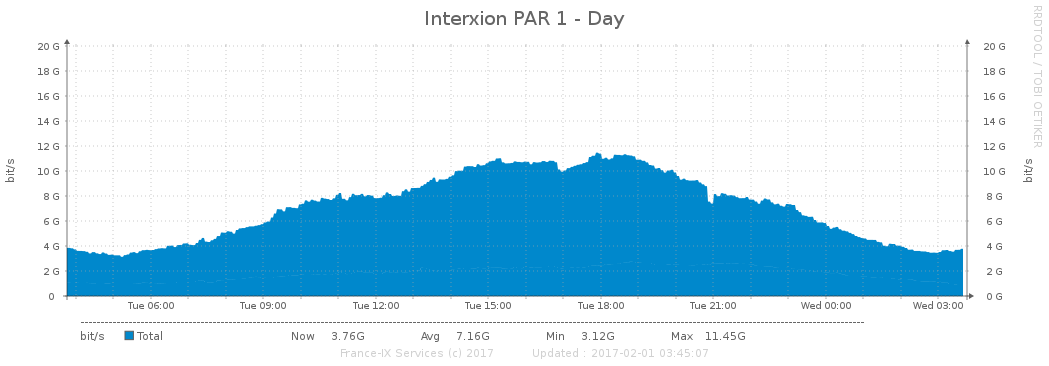 Interxion PAR 1 - Day
RRDTOOL / TOBI OETIKER
bit/s
bit/s
20 G 20 G
18 G 18 G
16 G 16 G
14 G 14 G
12 G 12 G
10 G 10 G
8 G 8 G
6 G 6 G
4 G 4 G
2 G 2 G
0 0 G
Tue 06:00 Tue 09:00 Tue 12:00 Tue 15:00 Tue 18:00 Tue 21:00 Wed 00:00 Wed 03:00
bit/s Total Now 3.76G Avg 7.16G Min 3.12G Max 11.45G
France-IX Services (c) 2017 Updated : 2017-02-01 03:45:07